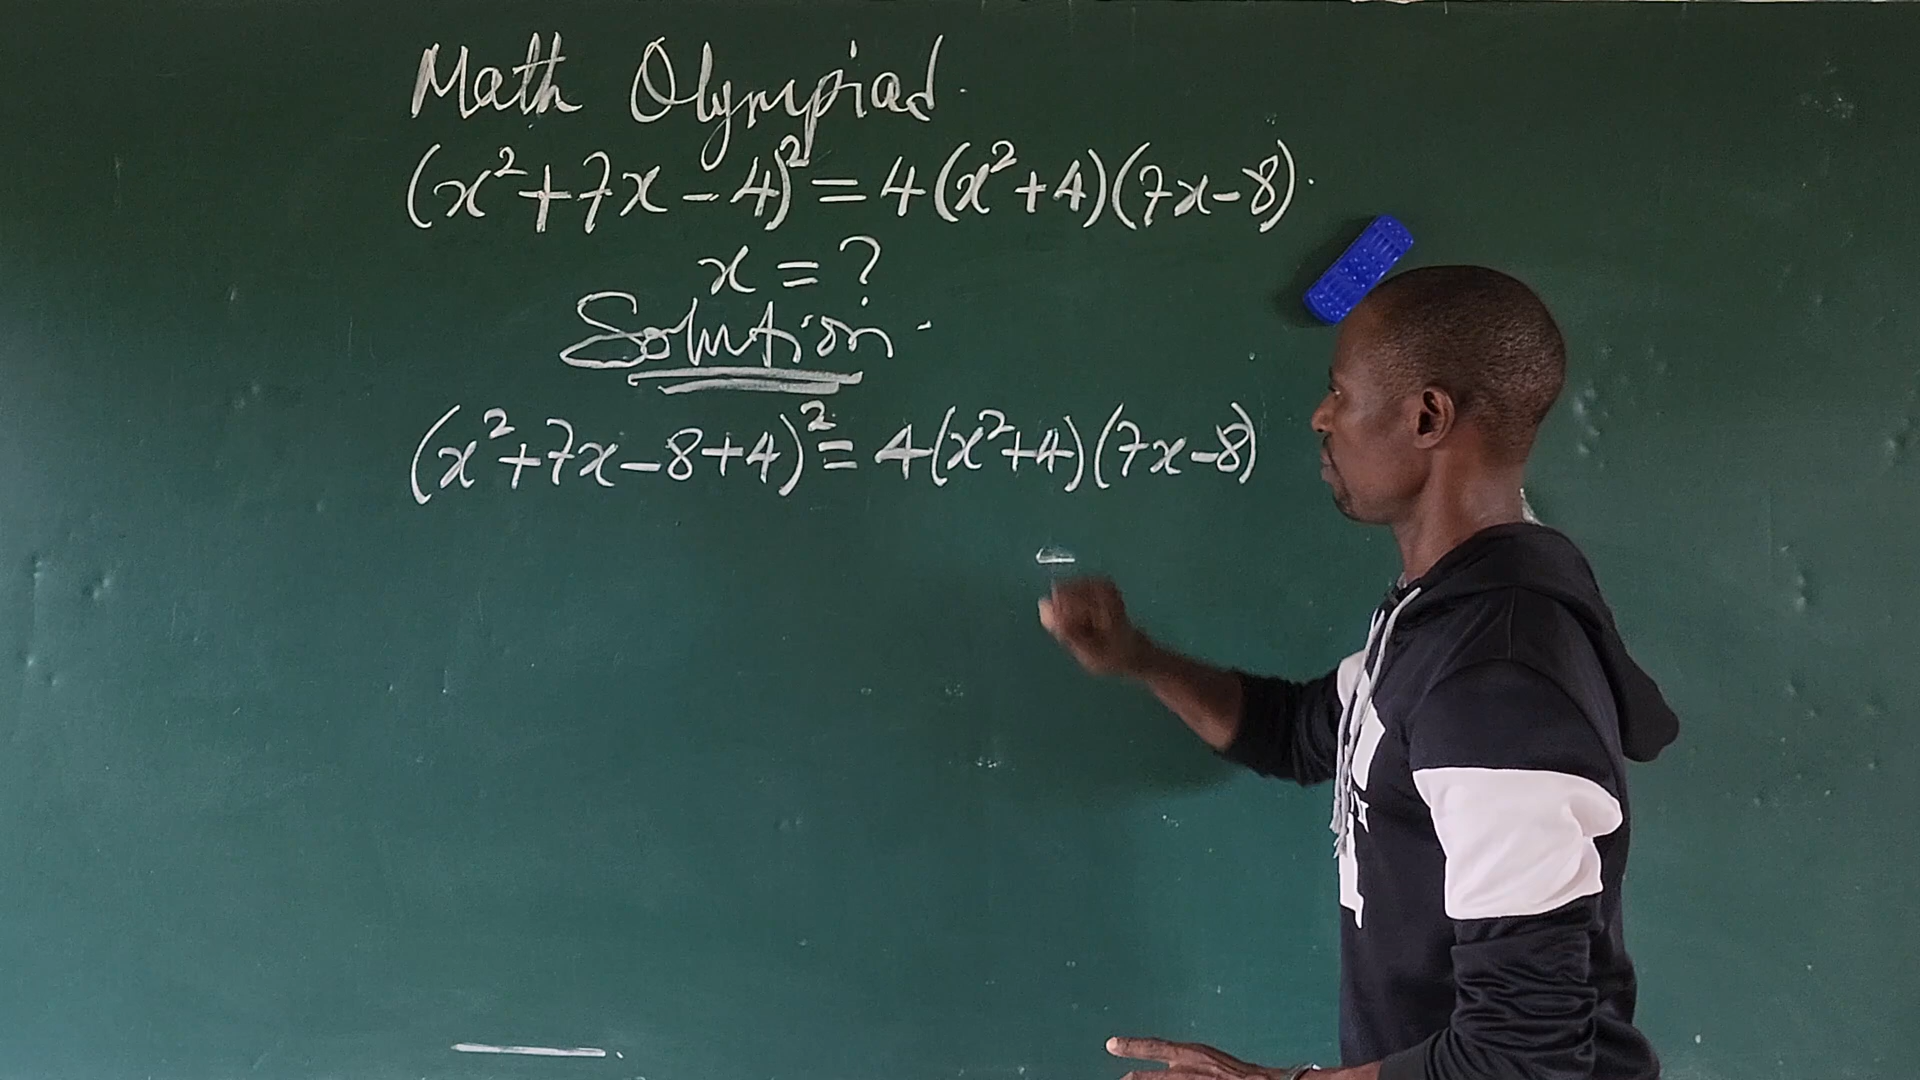 Math Olympiad.
(x²+7x-4)²=4(x²+4)(7x-8).
x=?
Solution.
(x²+7x-8+4)²=4(x²+4)(7x-8)